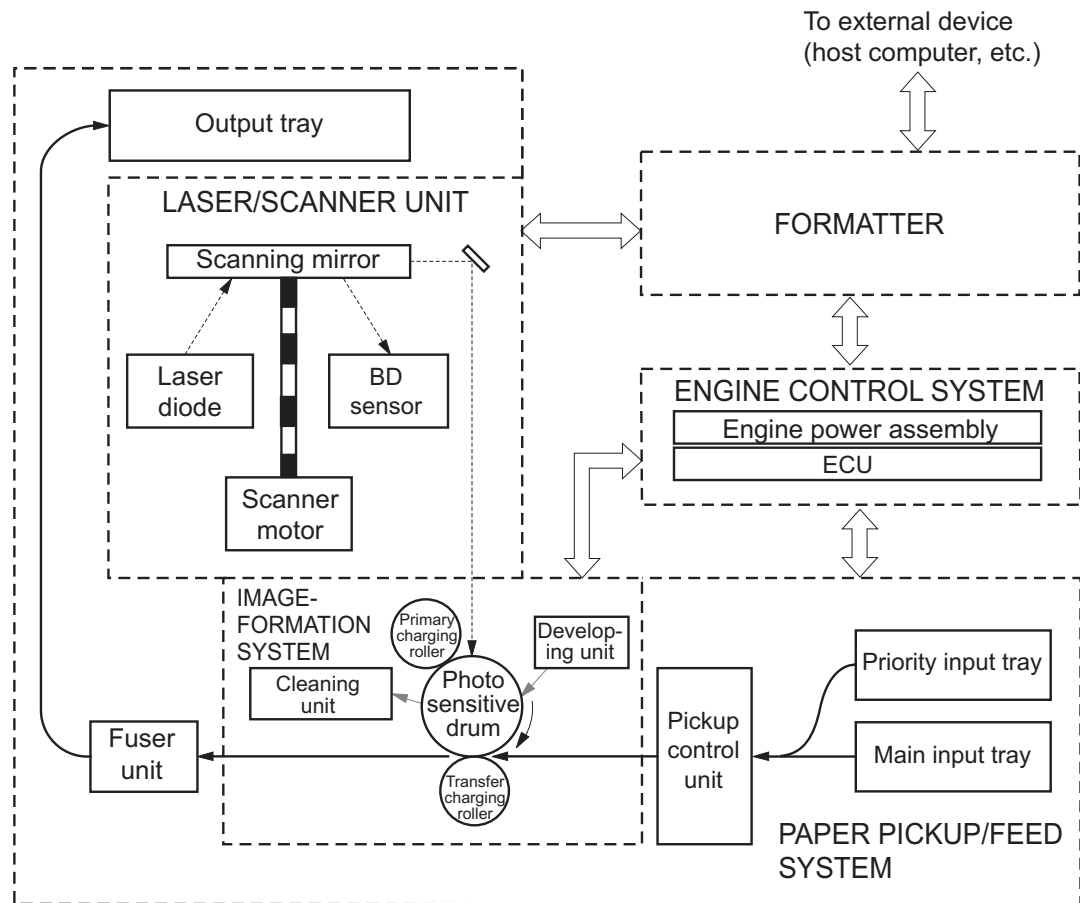 To external device
(host computer, etc.)
Output tray
LASER/SCANNER UNIT
FORMATTER
Scanning mirror
Laser
diode
BD
sensor
ENGINE CONTROL SYSTEM
Engine power assembly
ECU
Scanner
motor
IMAGE-
FORMATION
SYSTEM
Primary
charging
roller
Develop-
ing unit
Cleaning
unit
Photo
sensitive
drum
Transfer
charging
roller
Fuser
unit
Pickup
control
unit
Priority input tray
Main input tray
PAPER PICKUP/FEED
SYSTEM